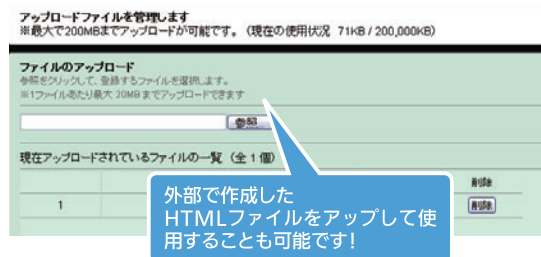 アップロードファイルを管理します
※最大で200MBまでアップロードが可能です。（現在の使用状況 71KB / 200,000KB）
ファイルのアップロード
参照をクリックして、登録するファイルを選択します。
※1ファイルあたり最大 20MB までアップロードできます
参照...
現在アップロードされているファイルの一覧（全 1 個）
削除
1
削除
外部で作成した
HTMLファイルをアップして使
用することも可能です！